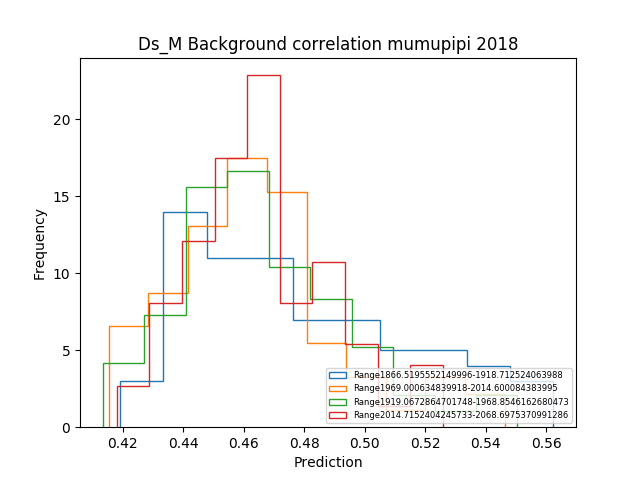 Ds_M Background correlation mumupipi 2018
Frequency
20
15
10
5
0
Range1866.5195552149996-1918.712524063988
Range1969.000634839918-2014.600084383995
Range1919.0672864701748-1968.8546162680473
Range2014.7152404245733-2068.6975370991286
0.42 0.44 0.46 0.48 0.50 0.52 0.54 0.56
Prediction